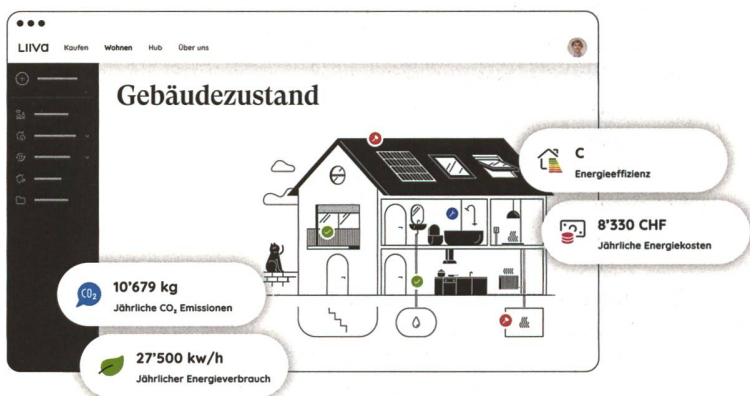 LIIVa Kaufen Wohnen Hub Über uns
Gebäudezustand
C
Energieeffizienz
8'330 CHF
Jährliche Energiekosten
CO₂
10'679 kg
Jährliche CO₂ Emissionen
27'500 kw/h
Jährlicher Energieverbrauch